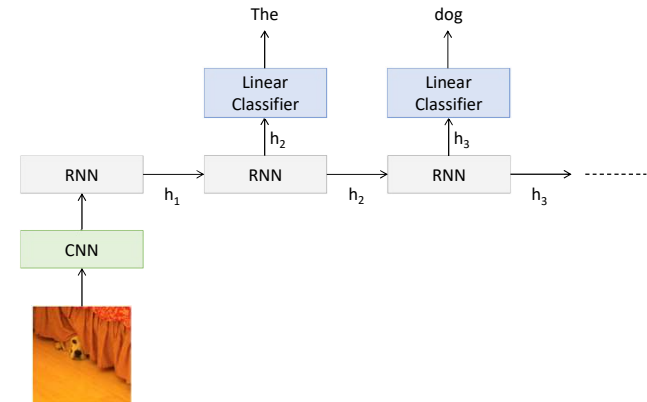 The
dog
Linear
Classifier
Linear
Classifier
h₂
h₃
RNN
RNN
RNN
h₁
h₂
h₃
CNN